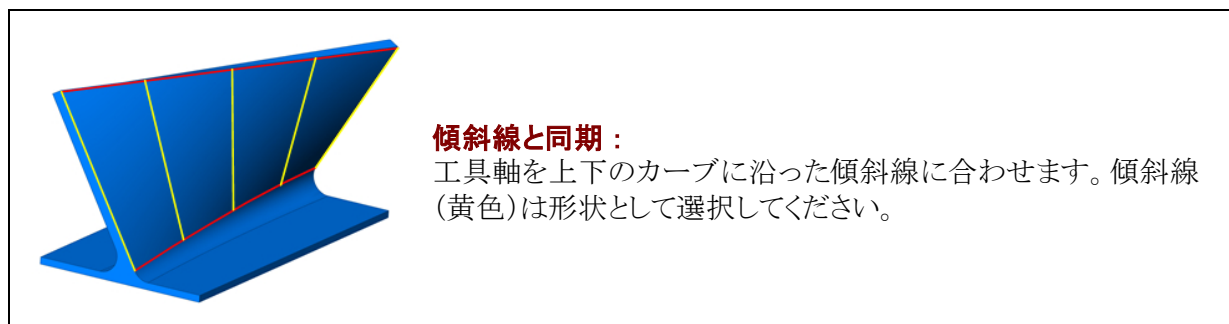 傾斜線と同期：
工具軸を上下のカーブに沿った傾斜線に合わせます。傾斜線
（黄色）は形状として選択してください。